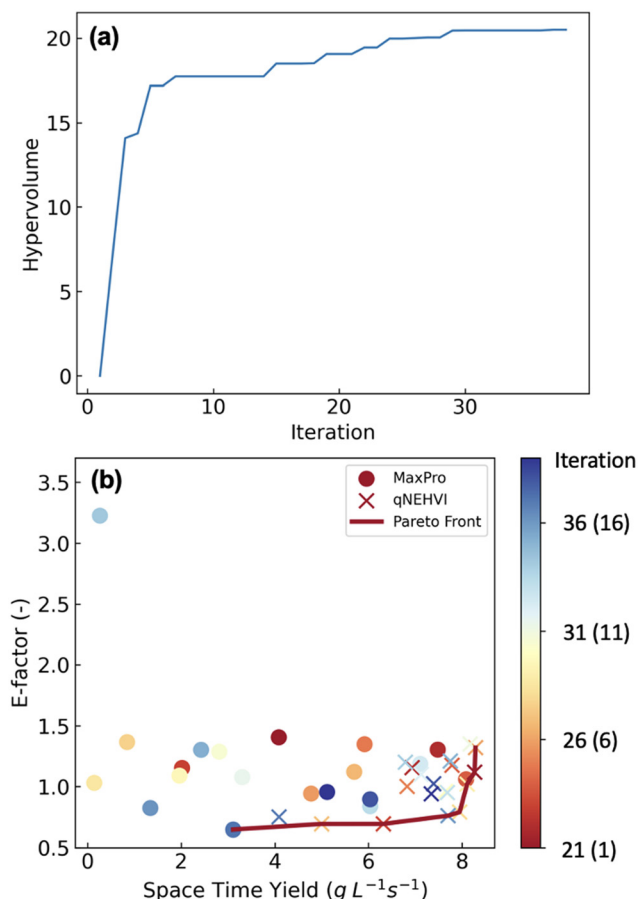 (a)
20
15
10
5
0
Hypervolume
0 10 20 30
Iteration
(b)
MaxPro
qNEHVI
Pareto Front
3.5
3.0
2.5
2.0
1.5
1.0
0.5
E-factor (-)
0 2 4 6 8
Space Time Yield (g L⁻¹s⁻¹)
Iteration
36 (16)
31 (11)
26 (6)
21 (1)